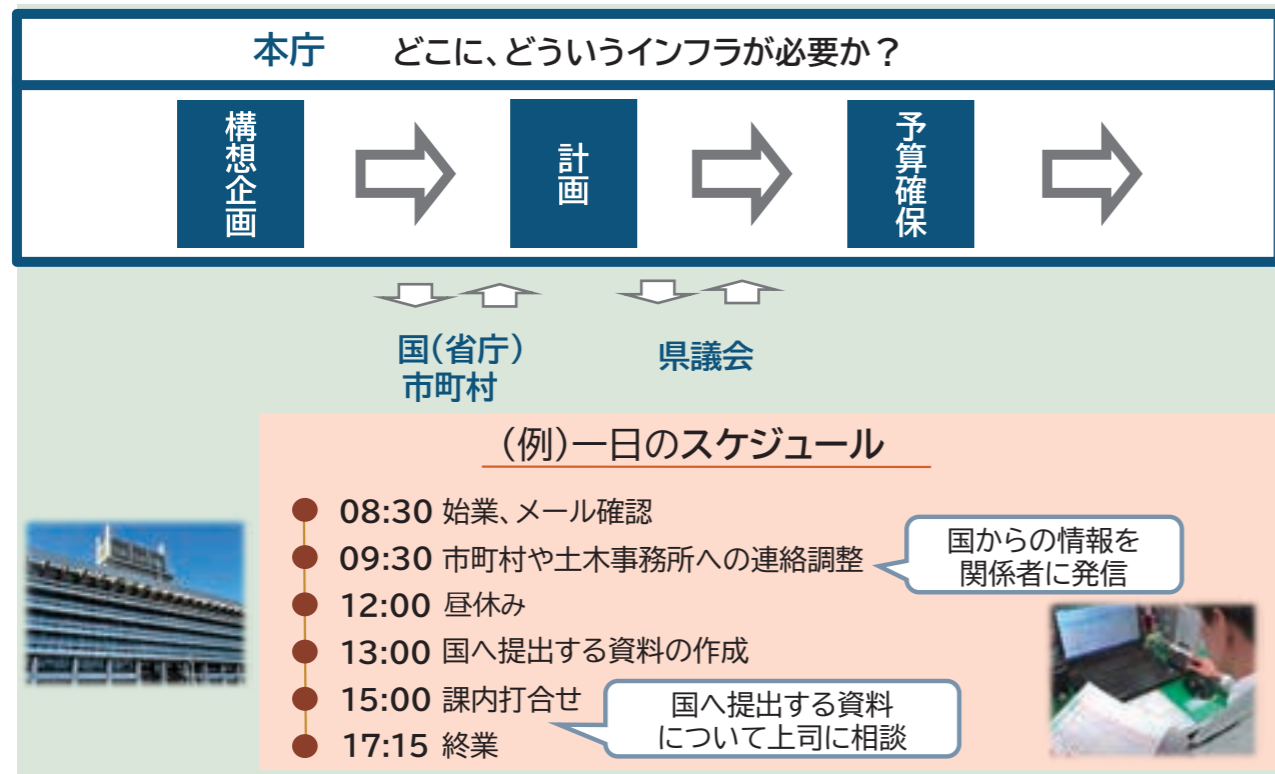 本庁 どこに、どういうインフラが必要か?
構想企画
計画
予算確保
国(省庁)
市町村
県議会
(例)一日のスケジュール
08:30 始業、メール確認
09:30 市町村や土木事務所への連絡調整
国からの情報を
関係者に発信
12:00 昼休み
13:00 国へ提出する資料の作成
15:00 課内打合せ
国へ提出する資料
について上司に相談
17:15 終業